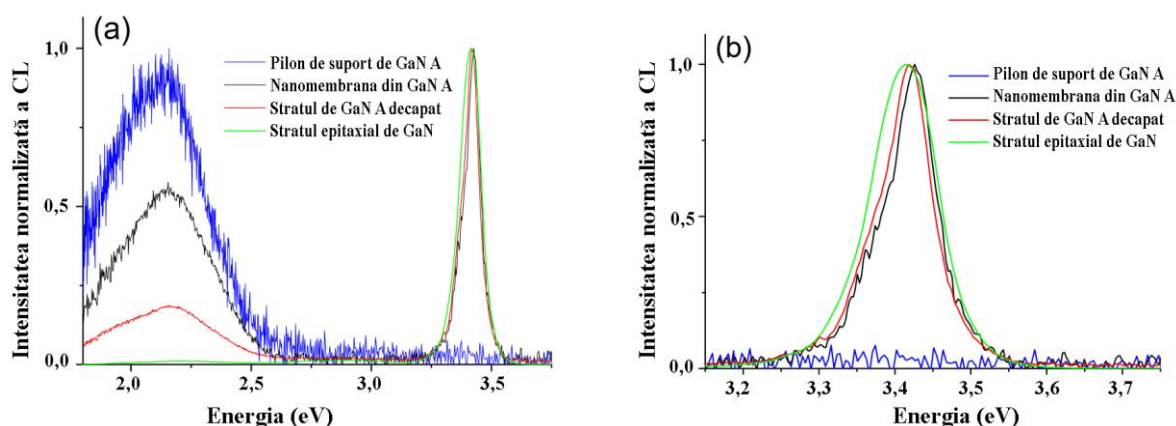 (a)
Intensitatea normalizată a CL
1,0
0,5
0,0
Pilon de suport de GaN A
Nanomembrana din GaN A
Stratul de GaN A decapat
Stratul epitaxial de GaN
2,0 2,5 3,0 3,5
Energia (eV)
(b)
Intensitatea normalizată a CL
1,0
0,5
0,0
Pilon de suport de GaN A
Nanomembrana din GaN A
Stratul de GaN A decapat
Stratul epitaxial de GaN
3,2 3,3 3,4 3,5 3,6 3,7
Energia (eV)